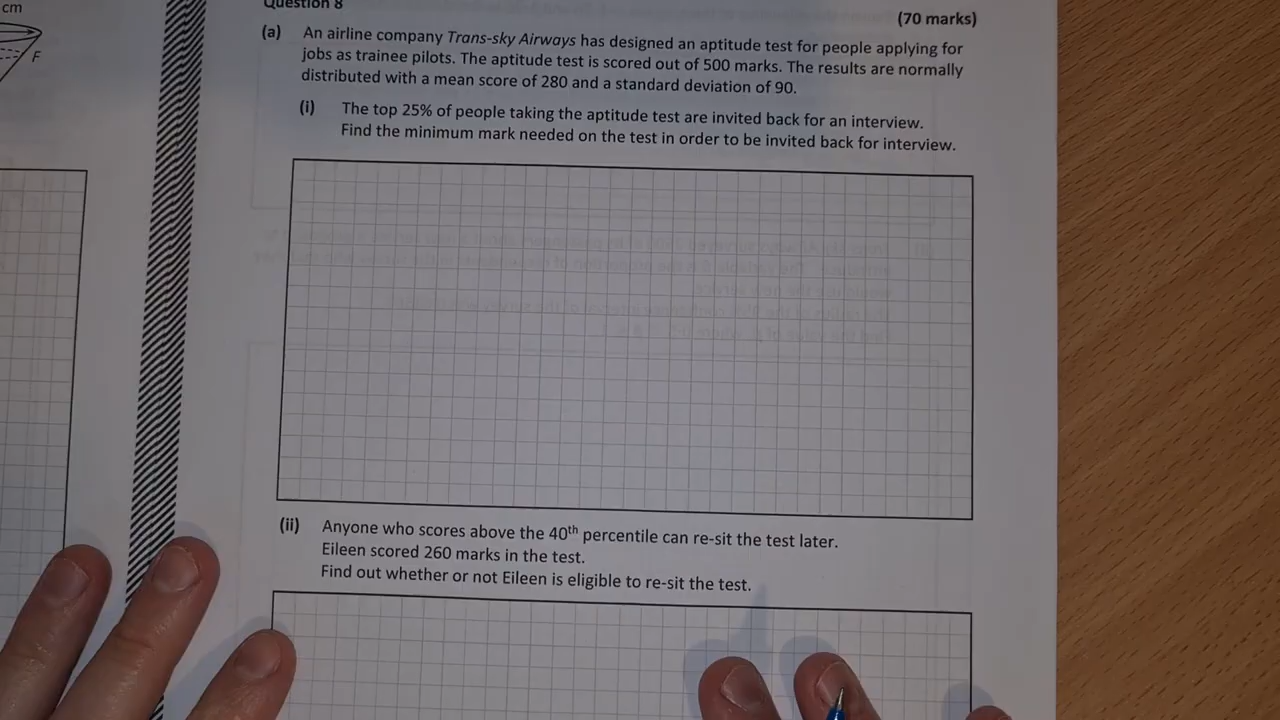 cm
F
Question 8
(70 marks)
(a) An airline company Trans-sky Airways has designed an aptitude test for people applying for
jobs as trainee pilots. The aptitude test is scored out of 500 marks. The results are normally
distributed with a mean score of 280 and a standard deviation of 90.
(i) The top 25% of people taking the aptitude test are invited back for an interview.
Find the minimum mark needed on the test in order to be invited back for interview.
(ii) Anyone who scores above the 40th percentile can re-sit the test later.
Eileen scored 260 marks in the test.
Find out whether or not Eileen is eligible to re-sit the test.